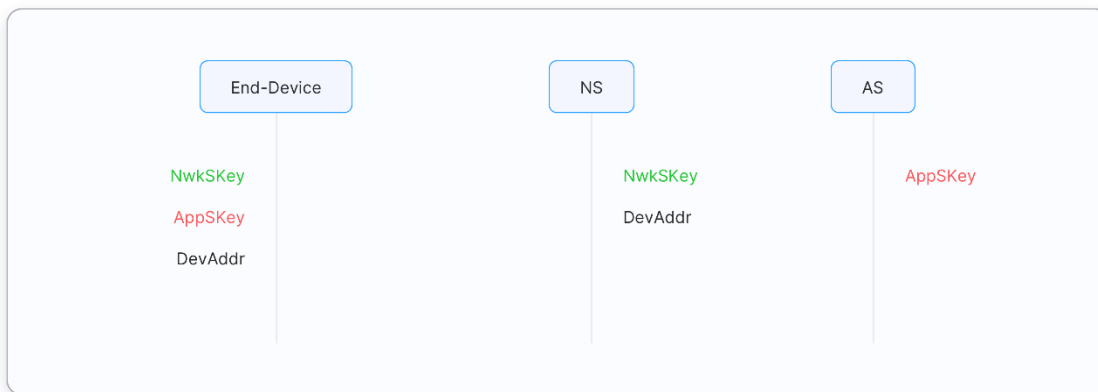 End-Device
NS
AS
NwkSKey
NwkSKey
AppSKey
AppSKey
DevAddr
DevAddr